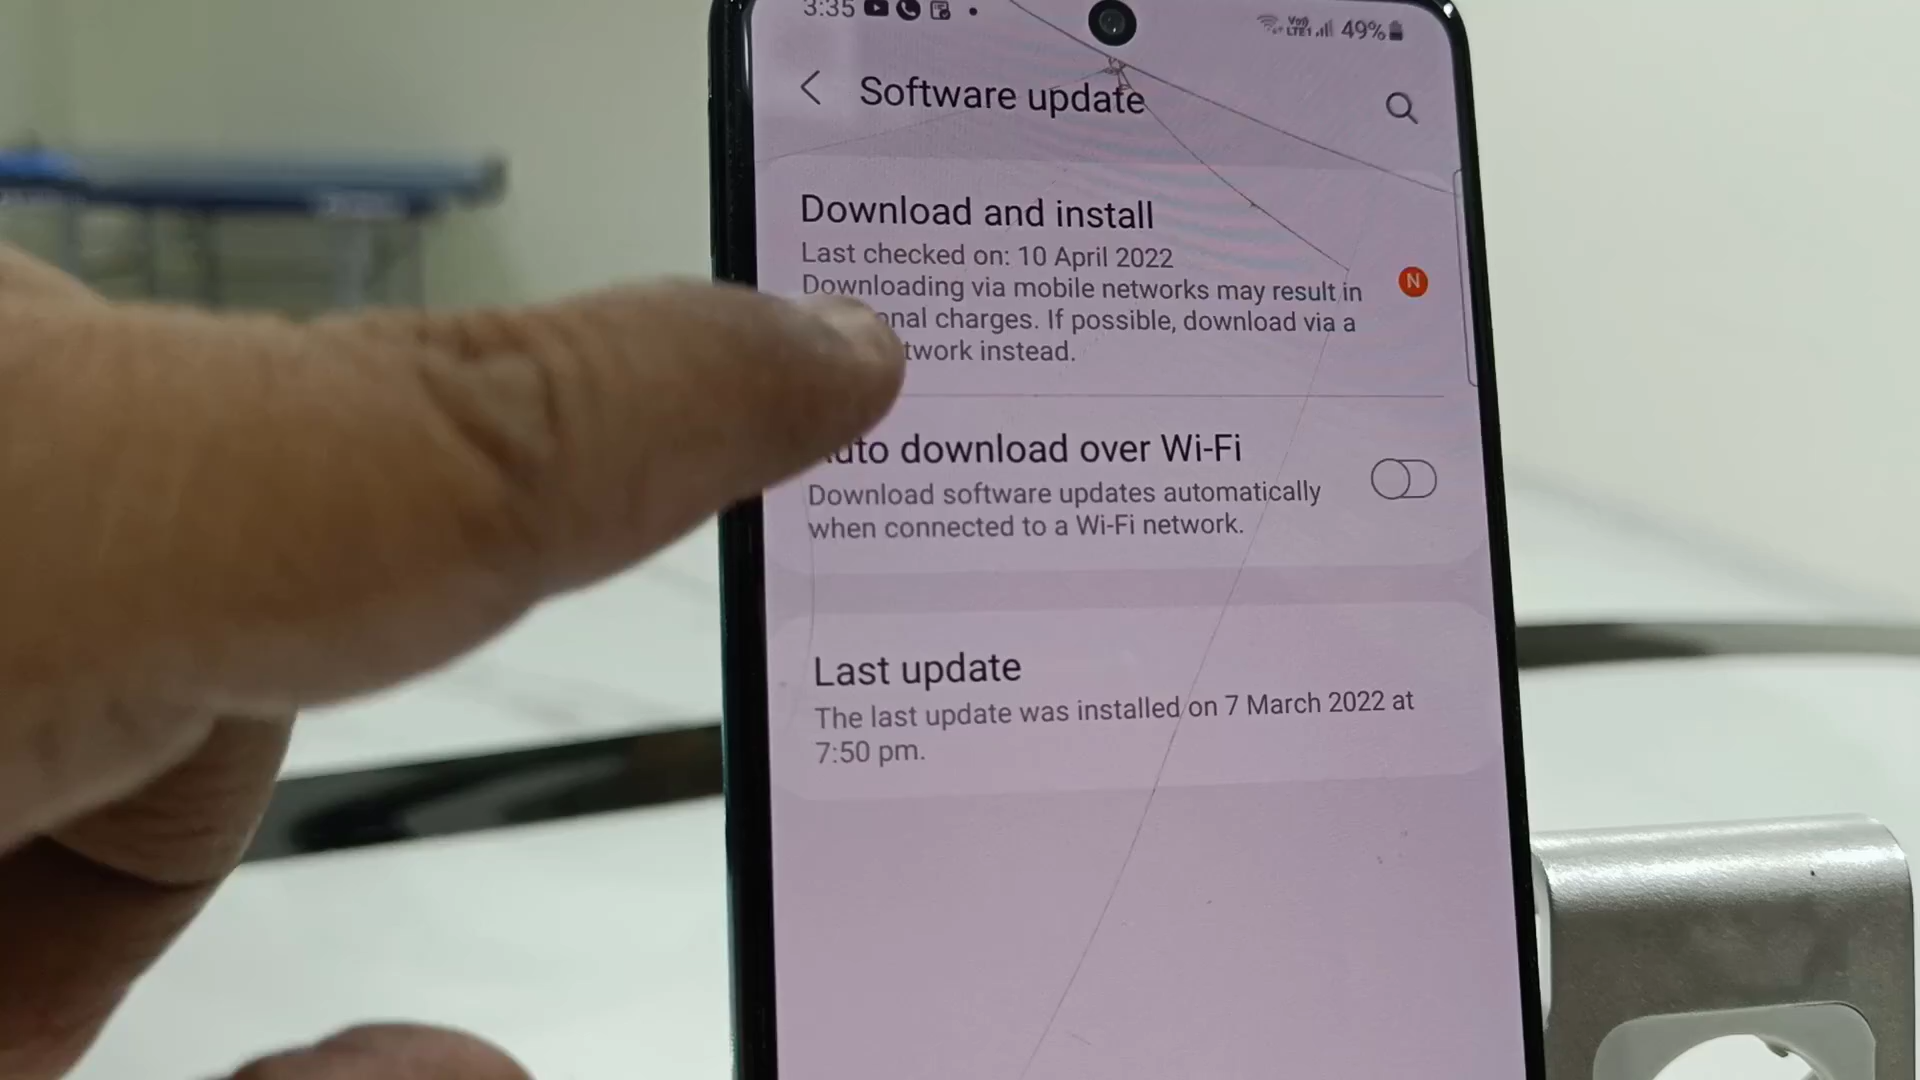 3:35
Vo)) LTE1 49%
Software update
Download and install
Last checked on: 10 April 2022
Downloading via mobile networks may result in
nal charges. If possible, download via a
twork instead.
N
uto download over Wi-Fi
Download software updates automatically
when connected to a Wi-Fi network.
Last update
The last update was installed on 7 March 2022 at
7:50 pm.